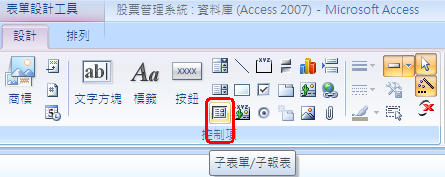 表單設計工具 股票管理系統 : 資料庫 (Access 2007) - Microsoft Access
設計 排列
ab| Aa xxxx XYZ
商標 文字方塊 標籤 按鈕
控制項
子表單/子報表